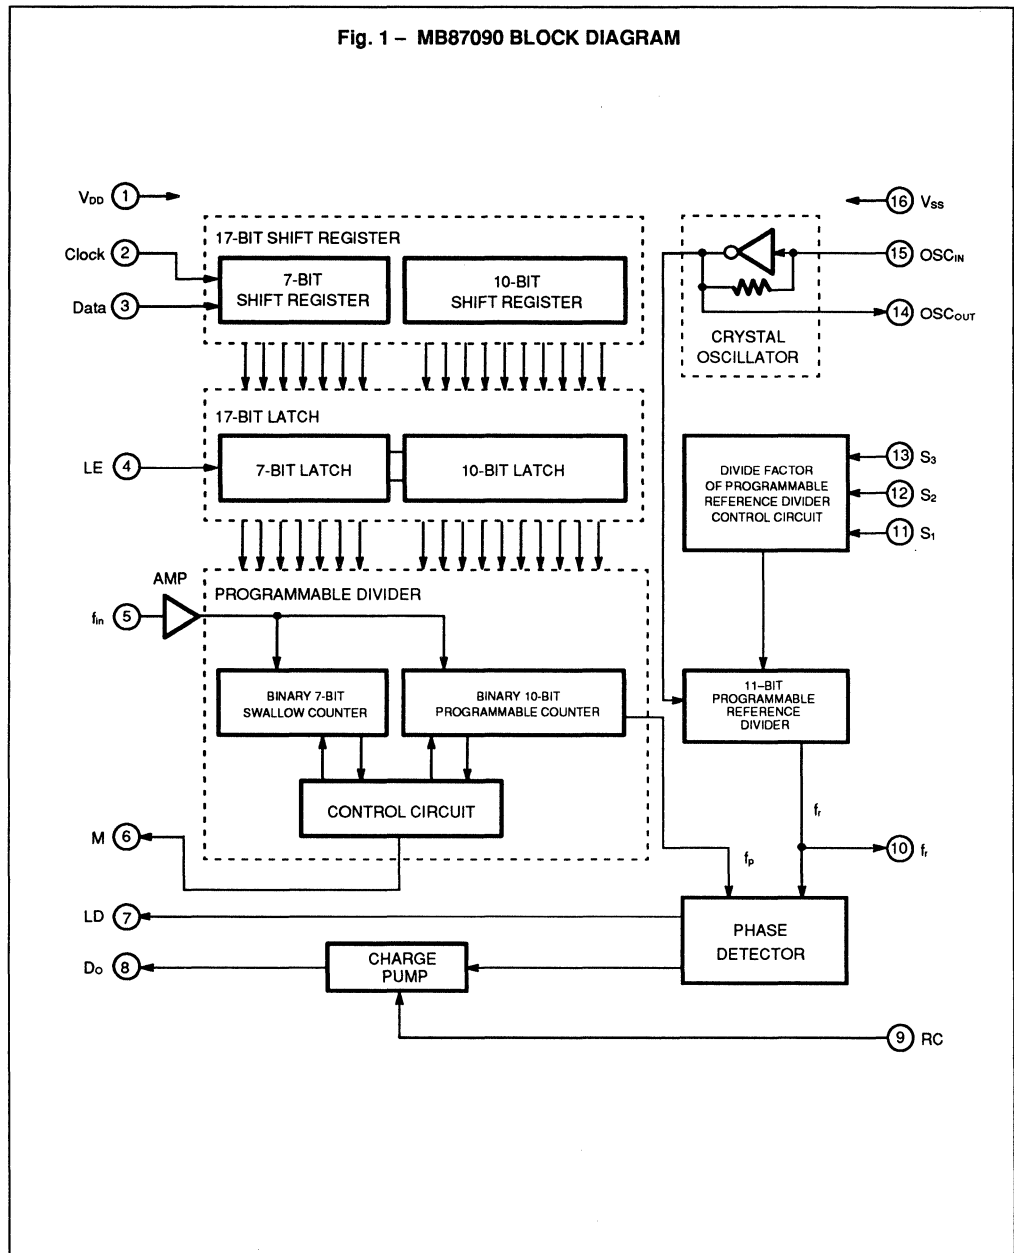 Fig. 1 – MB87090 BLOCK DIAGRAM
VDD 1
16 VSS
17-BIT SHIFT REGISTER
Clock 2
7-BIT
SHIFT REGISTER
10-BIT
SHIFT REGISTER
15 OSCIN
Data 3
14 OSCOUT
CRYSTAL
OSCILLATOR
17-BIT LATCH
LE 4
7-BIT LATCH
10-BIT LATCH
DIVIDE FACTOR
OF PROGRAMMABLE
REFERENCE DIVIDER
CONTROL CIRCUIT
13 S3
12 S2
11 S1
AMP
PROGRAMMABLE DIVIDER
fin 5
BINARY 7-BIT
SWALLOW COUNTER
BINARY 10-BIT
PROGRAMMABLE COUNTER
11–BIT
PROGRAMMABLE
REFERENCE
DIVIDER
CONTROL CIRCUIT
fr
M 6
10 fr
fp
LD 7
PHASE
DETECTOR
DO 8
CHARGE
PUMP
9 RC